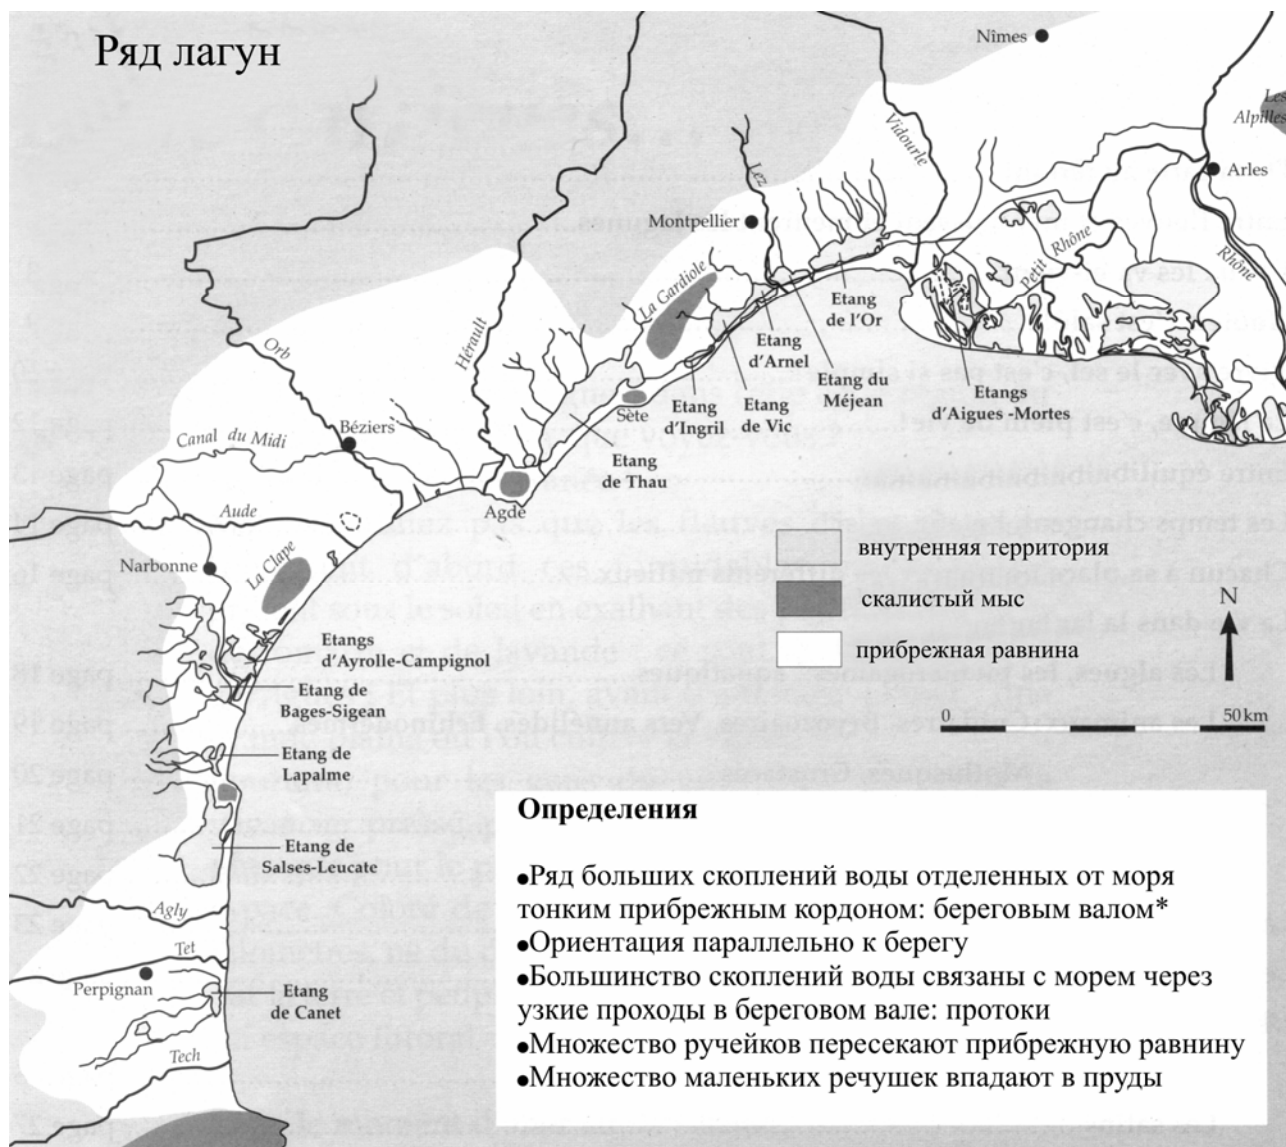 Ряд лагун
Nîmes
Les
Alpilles
Vidourle
Arles
Lez
Montpellier
Petit Rhône
Rhône
La Gardiole
Etang
de l'Or
Orb
Hérault
Etang
d'Arnel
Etang du
Méjean
Etangs
d'Aigues -Mortes
Sète
Etang
d'Ingril
Etang
de Vic
Canal du Midi
Béziers
Etang
de Thau
Agde
Aude
Narbonne
La Clape
внутренняя территория
скалистый мыс
прибрежная равнина
N
0 50 km
Etangs
d'Ayrolle-Campignol
Etang de
Bages-Sigean
Etang de
Lapalme
Etang de
Salses-Leucate
Agly
Tet
Perpignan
Etang
de Canet
Tech
Определения
●Ряд больших скоплений воды отделенных от моря
тонким прибрежным кордоном: береговым валом*
●Ориентация параллельно к берегу
●Большинство скоплений воды связаны с морем через
узкие проходы в береговом вале: протоки
●Множество ручейков пересекают прибрежную равнину
●Множество маленьких речушек впадают в пруды